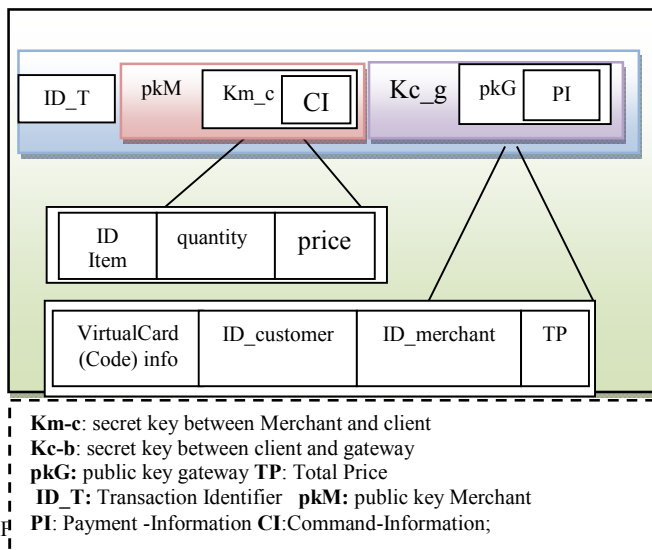 ID_T pkM Km_c CI Kc_g pkG PI
ID
Item quantity price
VirtualCard
(Code) info ID_customer ID_merchant TP
Km-c: secret key between Merchant and client
Kc-b: secret key between client and gateway
pkG: public key gateway TP: Total Price
ID_T: Transaction Identifier pkM: public key Merchant
PI: Payment -Information CI:Command-Information;